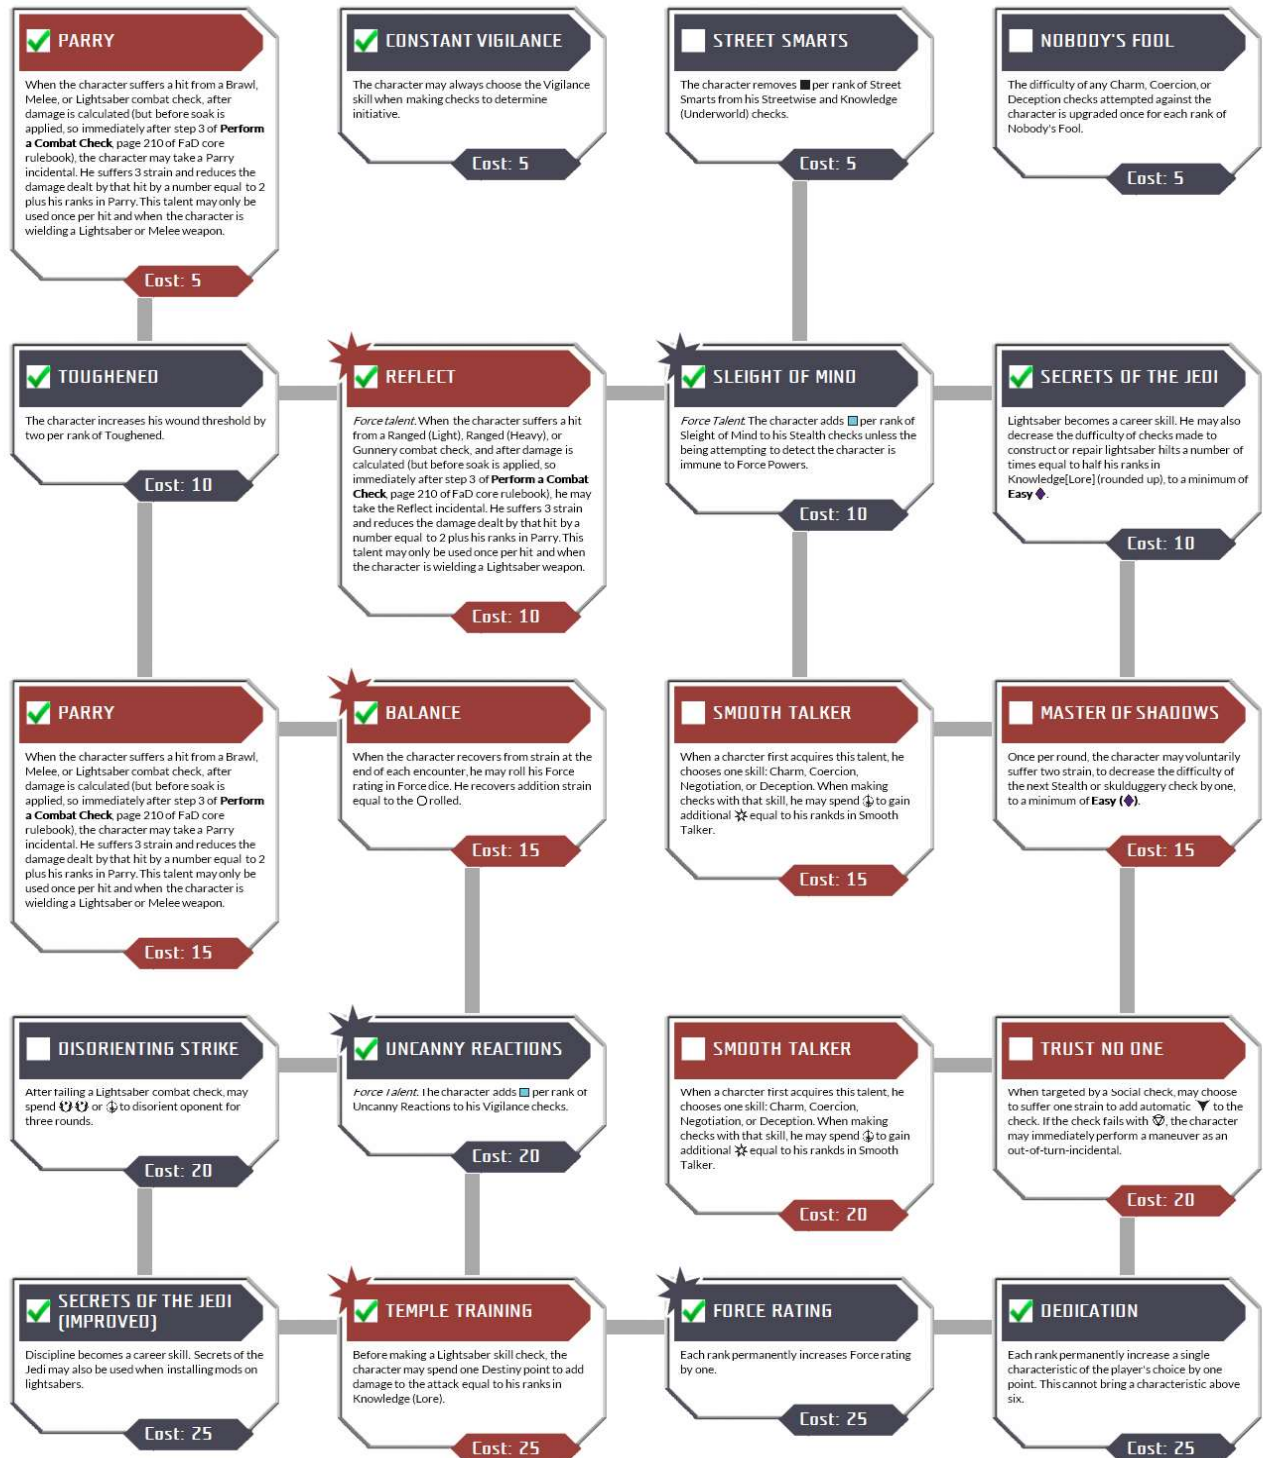 PARRY
When the character suffers a hit from a Brawl,
Melee, or Lightsaber combat check, after
damage is calculated (but before soak is
applied, so immediately after step 3 of Perform
a Combat Check, page 210 of FaD core
rulebook), the character may take a Parry
incidental. He suffers 3 strain and reduces the
damage dealt by that hit by a number equal to 2
plus his ranks in Parry. This talent may only be
used once per hit and when the character is
wielding a Lightsaber or Melee weapon.
Cost: 5
CONSTANT VIGILANCE
The character may always choose the Vigilance
skill when making checks to determine
initiative.
Cost: 5
STREET SMARTS
The character removes ■ per rank of Street
Smarts from his Streetwise and Knowledge
(Underworld) checks.
Cost: 5
NOBODY'S FOOL
The difficulty of any Charm, Coercion, or
Deception checks attempted against the
character is upgraded once for each rank of
Nobody's Fool.
Cost: 5
TOUGHENED
The character increases his wound threshold by
two per rank of Toughened.
Cost: 10
REFLECT
Force talent. When the character suffers a hit
from a Ranged (Light), Ranged (Heavy), or
Gunnery combat check, and after damage is
calculated (but before soak is applied, so
immediately after step 3 of Perform a Combat
Check, page 210 of FaD core rulebook), he may
take the Reflect incidental. He suffers 3 strain
and reduces the damage dealt by that hit by a
number equal to 2 plus his ranks in Parry. This
talent may only be used once per hit and when
the character is wielding a Lightsaber weapon.
Cost: 10
SLEIGHT OF MIND
Force Talent. The character adds per rank of
Sleight of Mind to his Stealth checks unless the
being attempting to detect the character is
immune to Force Powers.
Cost: 10
SECRETS OF THE JEDI
Lightsaber becomes a career skill. He may also
decrease the dufficulty of checks made to
construct or repair lightsaber hilts a number of
times equal to half his ranks in
Knowledge[Lore] (rounded up), to a minimum of
Easy ♦.
Cost: 10
PARRY
When the character suffers a hit from a Brawl,
Melee, or Lightsaber combat check, after
damage is calculated (but before soak is
applied, so immediately after step 3 of Perform
a Combat Check, page 210 of FaD core
rulebook), the character may take a Parry
incidental. He suffers 3 strain and reduces the
damage dealt by that hit by a number equal to 2
plus his ranks in Parry. This talent may only be
used once per hit and when the character is
wielding a Lightsaber or Melee weapon.
Cost: 15
BALANCE
When the character recovers from strain at the
end of each encounter, he may roll his Force
rating in Force dice. He recovers addition strain
equal to the rolled.
Cost: 15
SMOOTH TALKER
When a charcter first acquires this talent, he
chooses one skill: Charm, Coercion,
Negotiation, or Deception. When making
checks with that skill, he may spend to gain
additional equal to his rankds in Smooth
Talker.
Cost: 15
MASTER OF SHADOWS
Once per round, the character may voluntarily
suffer two strain, to decrease the difficulty of
the next Stealth or skulduggery check by one,
to a minimum of Easy (♦).
Cost: 15
DISORIENTING STRIKE
After failing a Lightsaber combat check, may
spend or to disorient oponent for
three rounds.
Cost: 20
UNCANNY REACTIONS
Force Talent. The character adds per rank of
Uncanny Reactions to his Vigilance checks.
Cost: 20
SMOOTH TALKER
When a charcter first acquires this talent, he
chooses one skill: Charm, Coercion,
Negotiation, or Deception. When making
checks with that skill, he may spend to gain
additional equal to his rankds in Smooth
Talker.
Cost: 20
TRUST NO ONE
When targeted by a Social check, may choose
to suffer one strain to add automatic to the
check. If the check fails with , the character
may immediately perform a maneuver as an
out-of-turn-incidental.
Cost: 20
SECRETS OF THE JEDI
(IMPROVED)
Discipline becomes a career skill. Secrets of the
Jedi may also be used when installing mods on
lightsabers.
Cost: 25
TEMPLE TRAINING
Before making a Lightsaber skill check, the
character may spend one Destiny point to add
damage to the attack equal to his ranks in
Knowledge (Lore).
Cost: 25
FORCE RATING
Each rank permanently increases Force rating
by one.
Cost: 25
DEDICATION
Each rank permanently increase a single
characteristic of the player's choice by one
point. This cannot bring a characteristic above
six.
Cost: 25